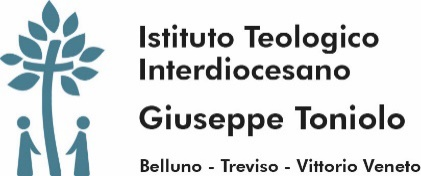 Istituto Teologico
Interdiocesano
Giuseppe Toniolo
Belluno - Treviso - Vittorio Veneto